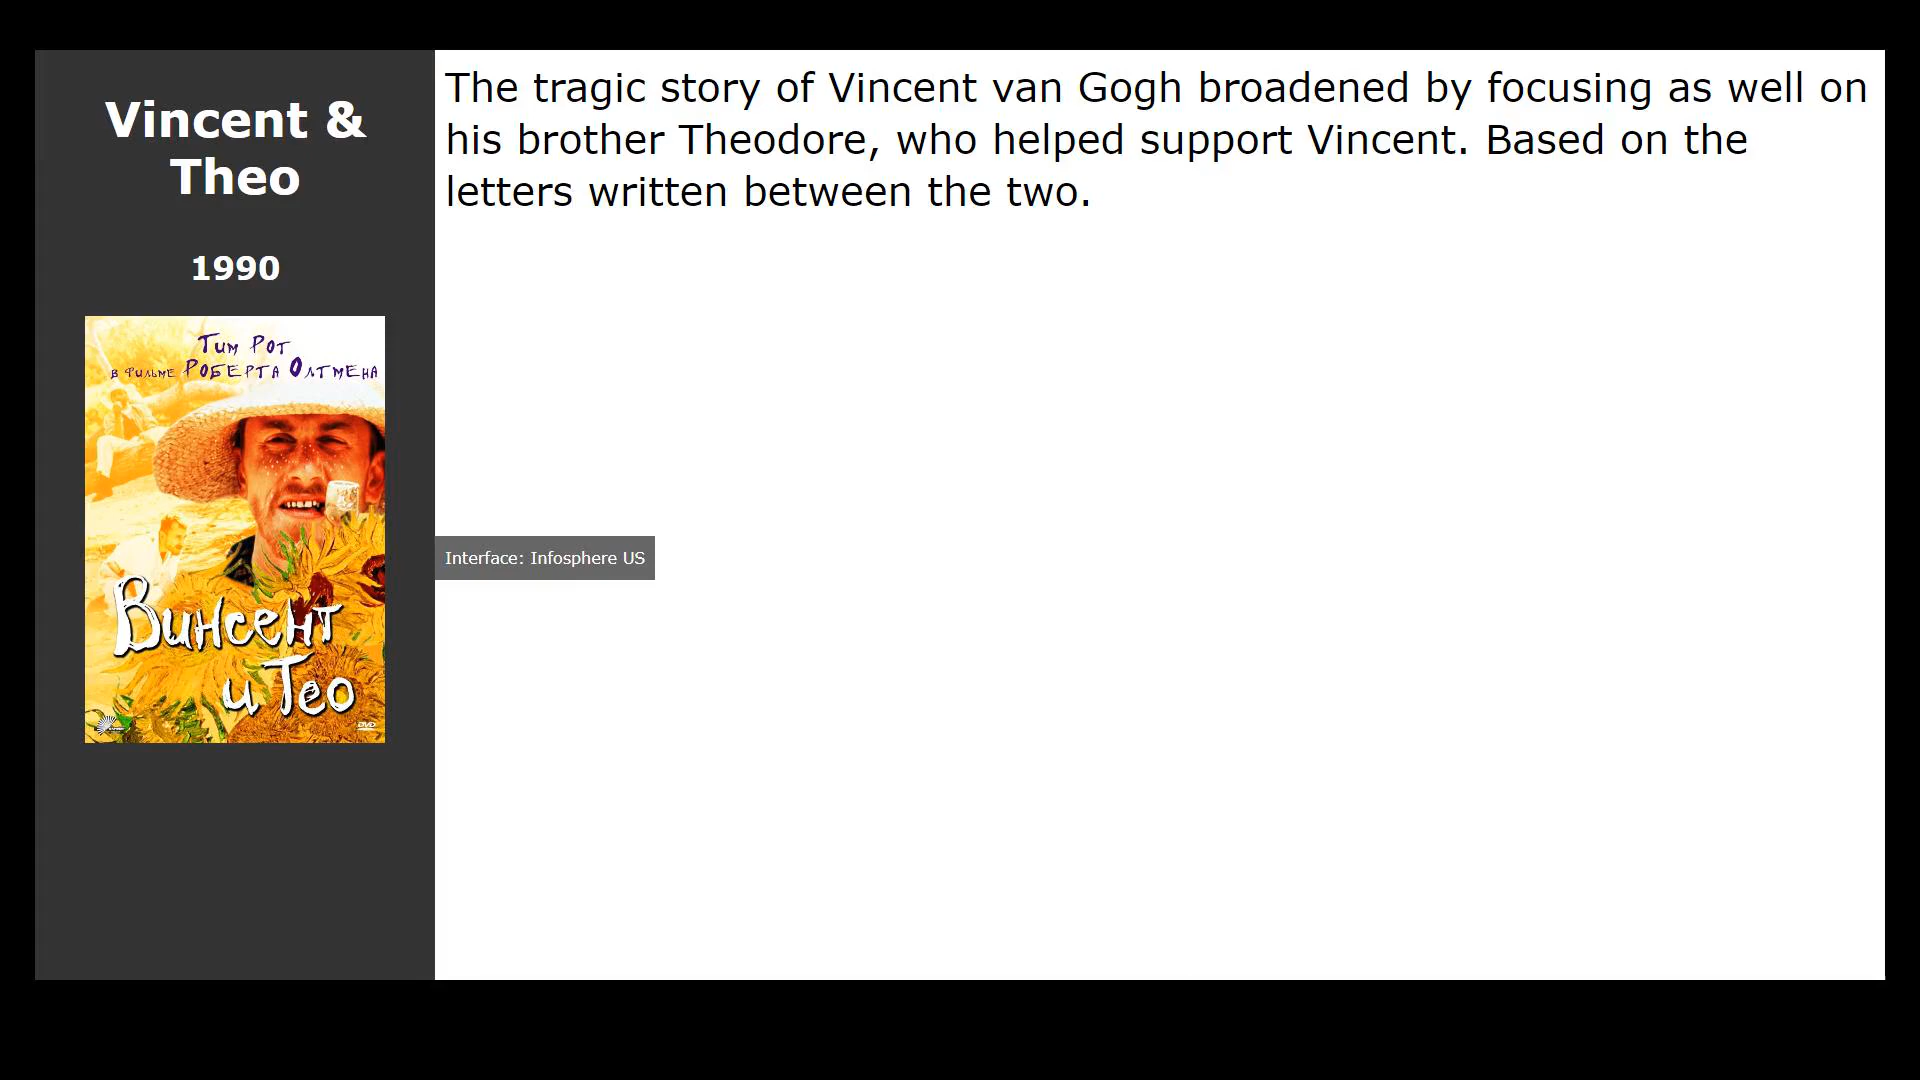 Vincent &
Theo
1990
Тим Рот
в фильме Роберта Олтмена
Винсент
и Тео
DVD
The tragic story of Vincent van Gogh broadened by focusing as well on
his brother Theodore, who helped support Vincent. Based on the
letters written between the two.
Interface: Infosphere US